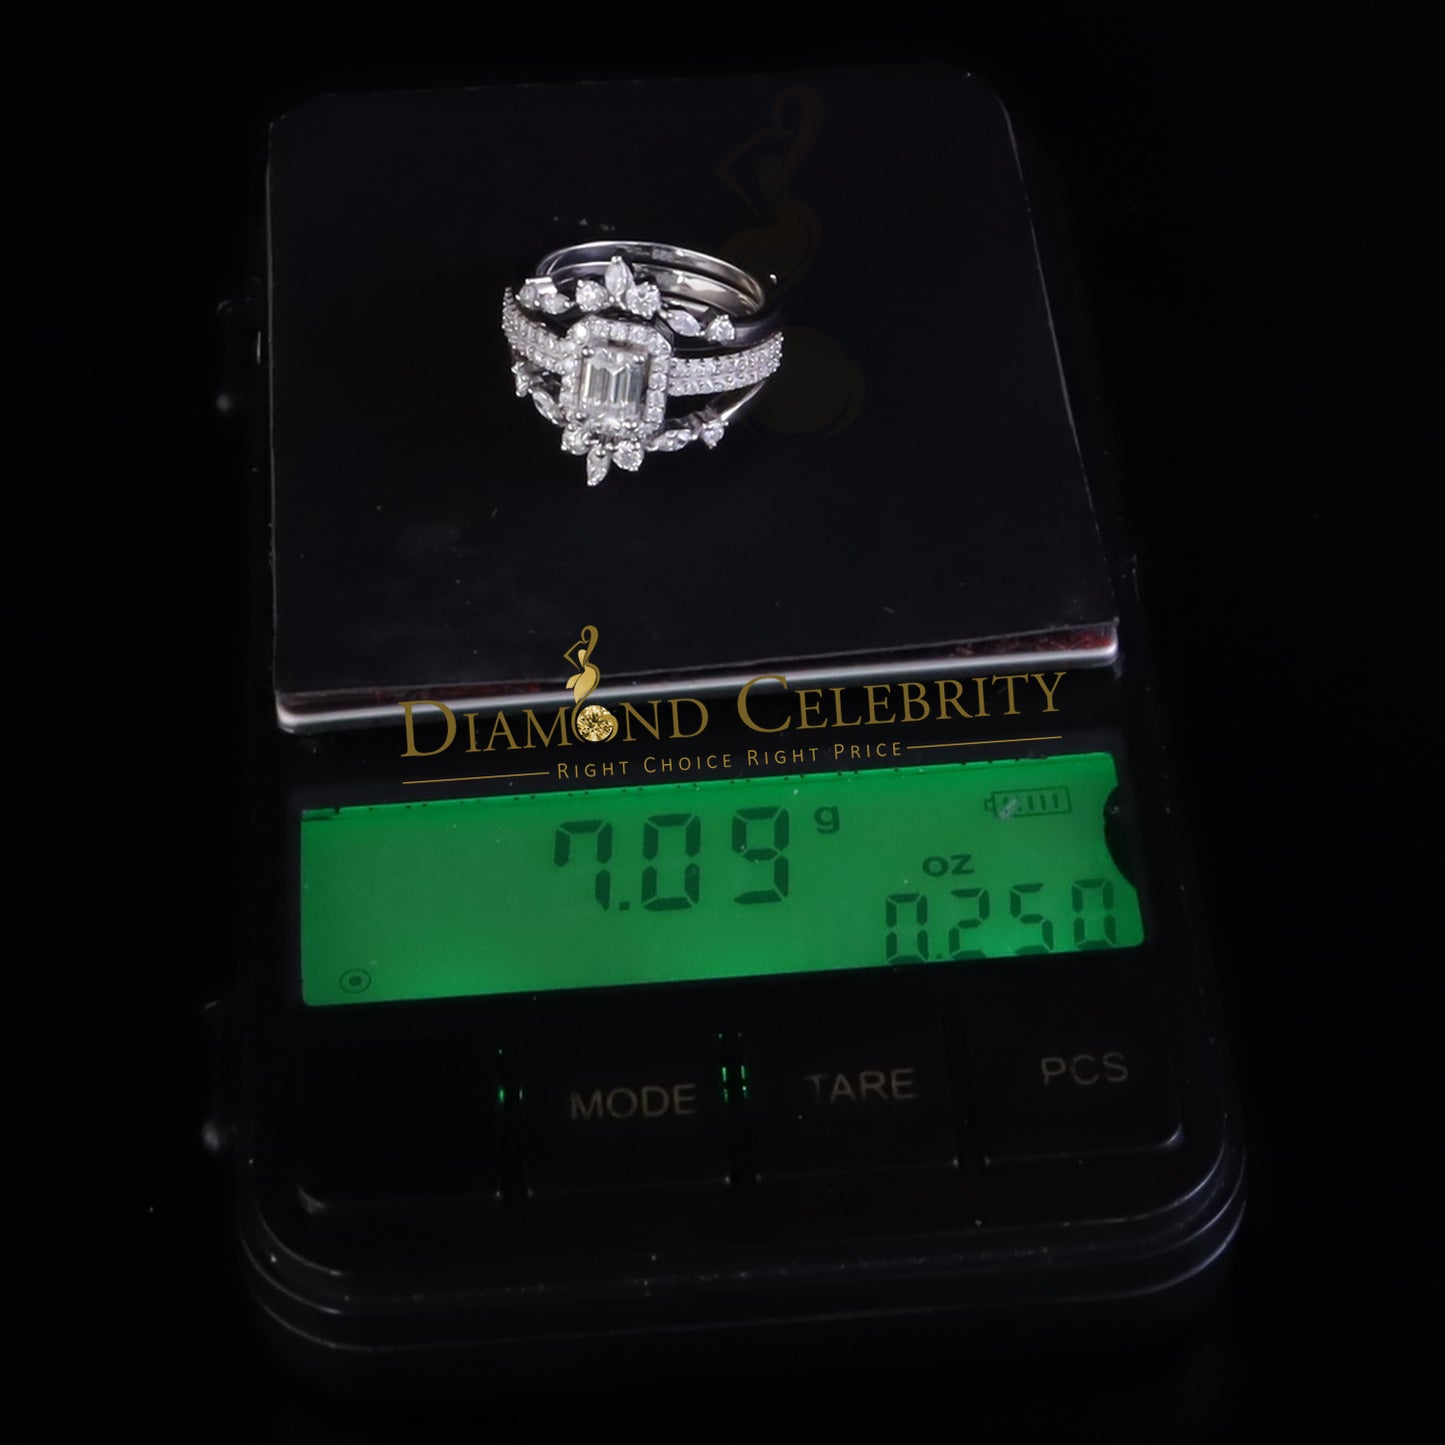 DIAMOND CELEBRITY
RIGHT CHOICE RIGHT PRICE
7.09 g
oz
0.250
MODE TARE PCS